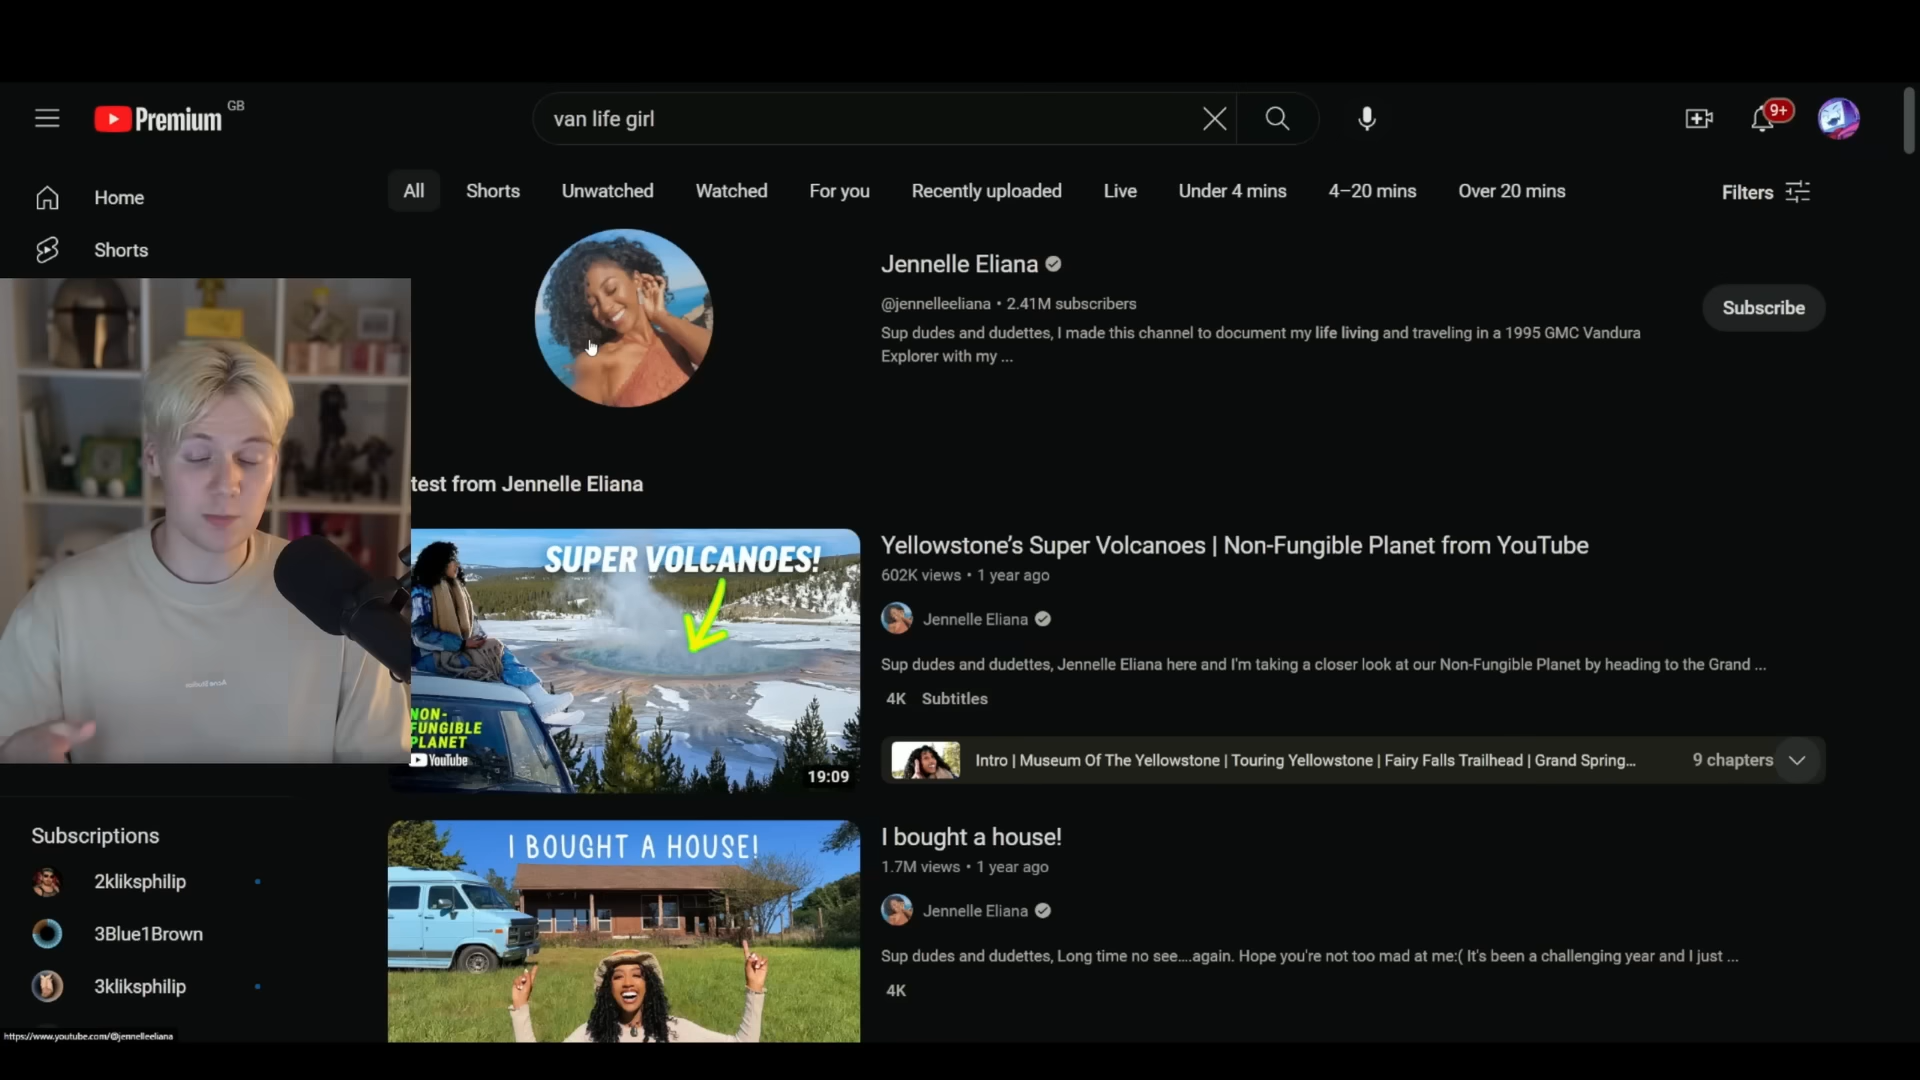 Premium GB
van life girl
9+
Home
Shorts
All Shorts Unwatched Watched For you Recently uploaded Live Under 4 mins 4–20 mins Over 20 mins Filters
Jennelle Eliana
@jennelleeliana • 2.41M subscribers
Sup dudes and dudettes, I made this channel to document my life living and traveling in a 1995 GMC Vandura
Explorer with my ...
Subscribe
test from Jennelle Eliana
SUPER VOLCANOES!
NON-
FUNGIBLE
PLANET
YouTube
19:09
Yellowstone's Super Volcanoes | Non-Fungible Planet from YouTube
602K views • 1 year ago
Jennelle Eliana
Sup dudes and dudettes, Jennelle Eliana here and I'm taking a closer look at our Non-Fungible Planet by heading to the Grand ...
4K Subtitles
Intro | Museum Of The Yellowstone | Touring Yellowstone | Fairy Falls Trailhead | Grand Spring...
9 chapters
I BOUGHT A HOUSE!
I bought a house!
1.7M views • 1 year ago
Jennelle Eliana
Sup dudes and dudettes, Long time no see....again. Hope you're not too mad at me:( It's been a challenging year and I just ...
4K
Subscriptions
2kliksphilip
3Blue1Brown
3kliksphilip
https://www.youtube.com/@jennelleeliana
Acne Studios